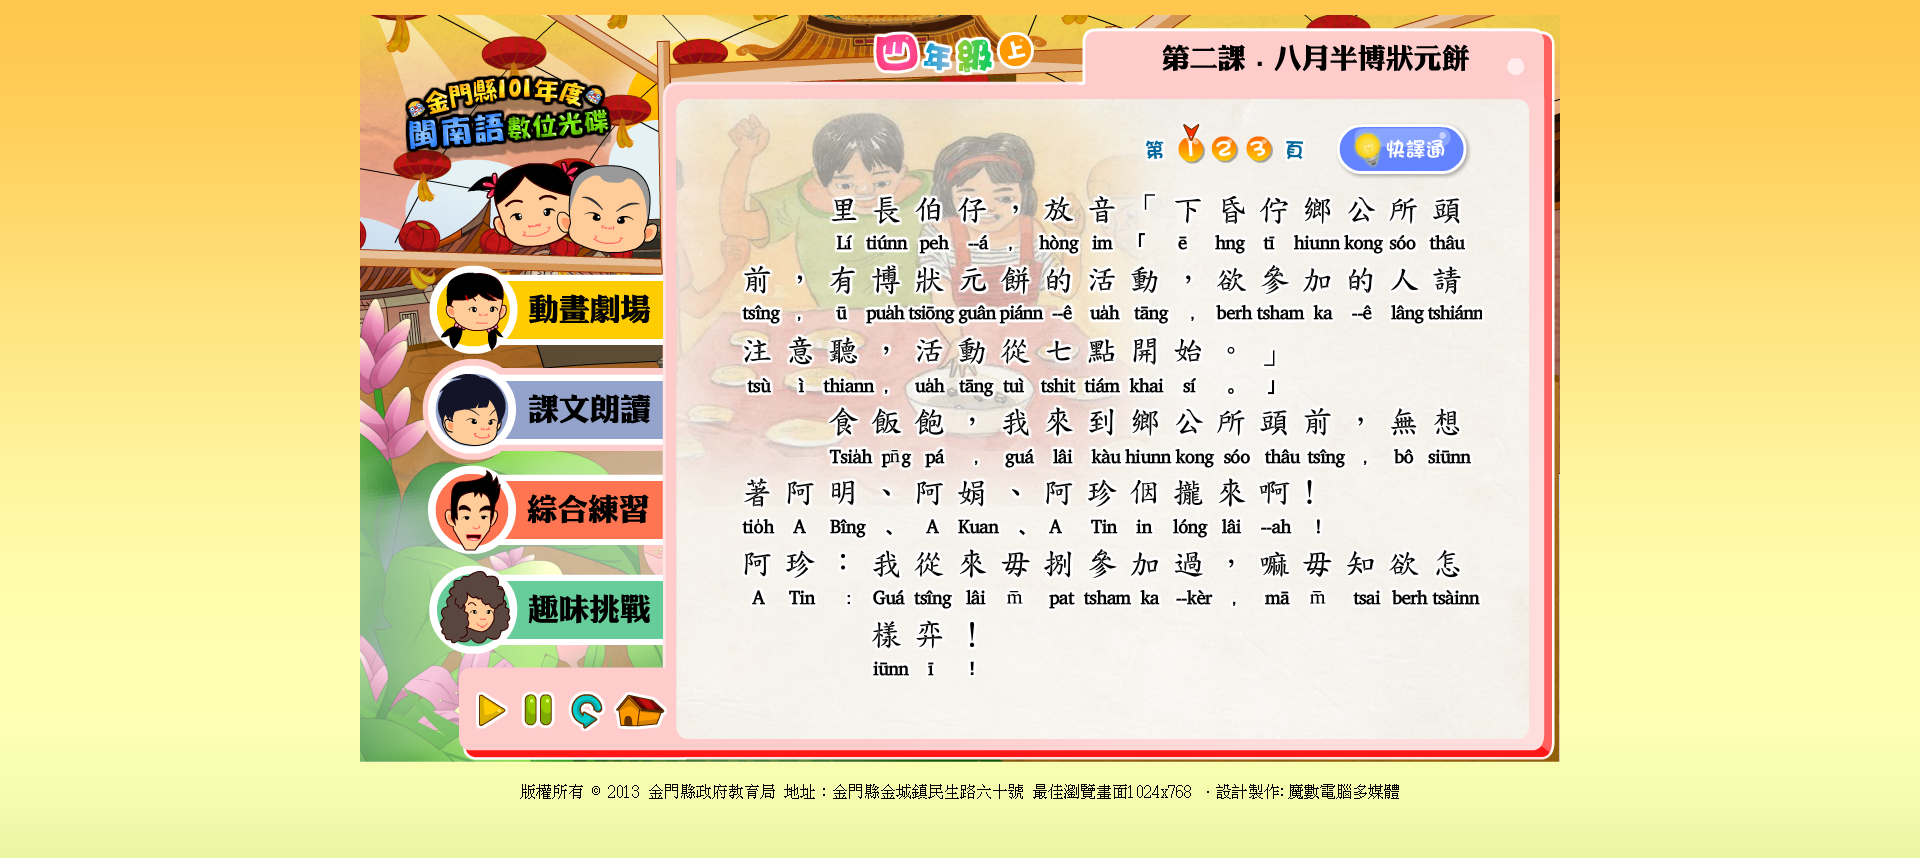 四年級上
第二課．八月半博狀元餅
金門縣101年度
閩南語數位光碟
第 1 2 3 頁
快譯通
里長伯仔，放音「下昏佇鄉公所頭
Lí tiúnn peh --á , hòng im 「 ē hng tī hiunn kong sóo thâu
前，有博狀元餅的活動，欲參加的人請
tsîng , ū pua̍h tsiōng guân piánn --ê ua̍h tāng , berh tsham ka --ê lâng tshiánn
注意聽，活動從七點開始。」
tsù ì thiann , ua̍h tāng tuì tshit tiám khai sí 。 」
食飯飽，我來到鄉公所頭前，無想
Tsia̍h pn̄g pá , guá lâi kàu hiunn kong sóo thâu tsîng , bô siūnn
著阿明、阿娟、阿珍𪜶攏來啊！
tio̍h A Bîng 、 A Kuan 、 A Tin in lóng lâi --ah !
阿珍：我從來毋捌參加過，嘛毋知欲怎
A Tin : Guá tsîng lâi m̄ pat tsham ka --kèr , mā m̄ tsai berh tsàinn
樣弈！
iūnn ī !
動畫劇場
課文朗讀
綜合練習
趣味挑戰
版權所有 © 2013 金門縣政府教育局 地址：金門縣金城鎮民生路六十號 最佳瀏覽畫面1024x768 ．設計製作: 魔數電腦多媒體